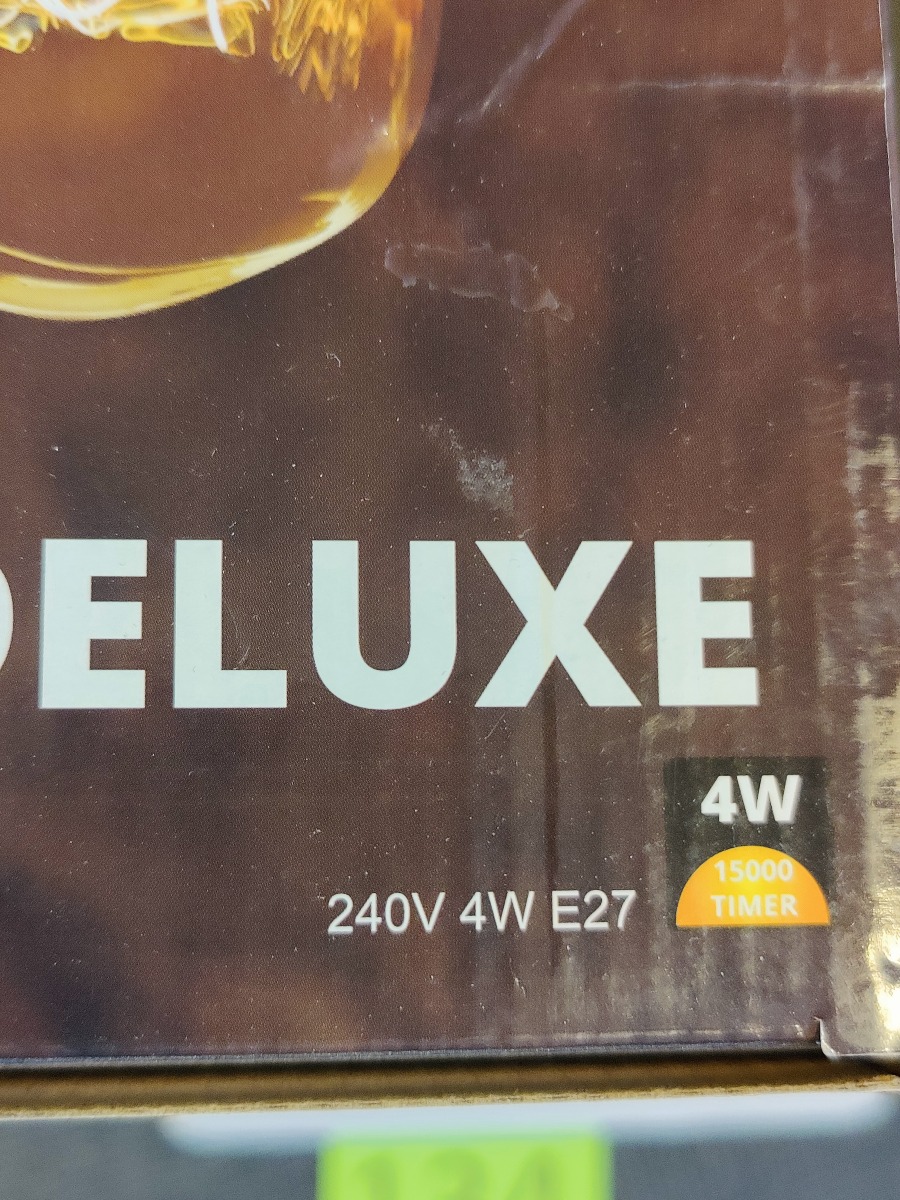 DELUXE
4W
15000
TIMER
240V 4W E27